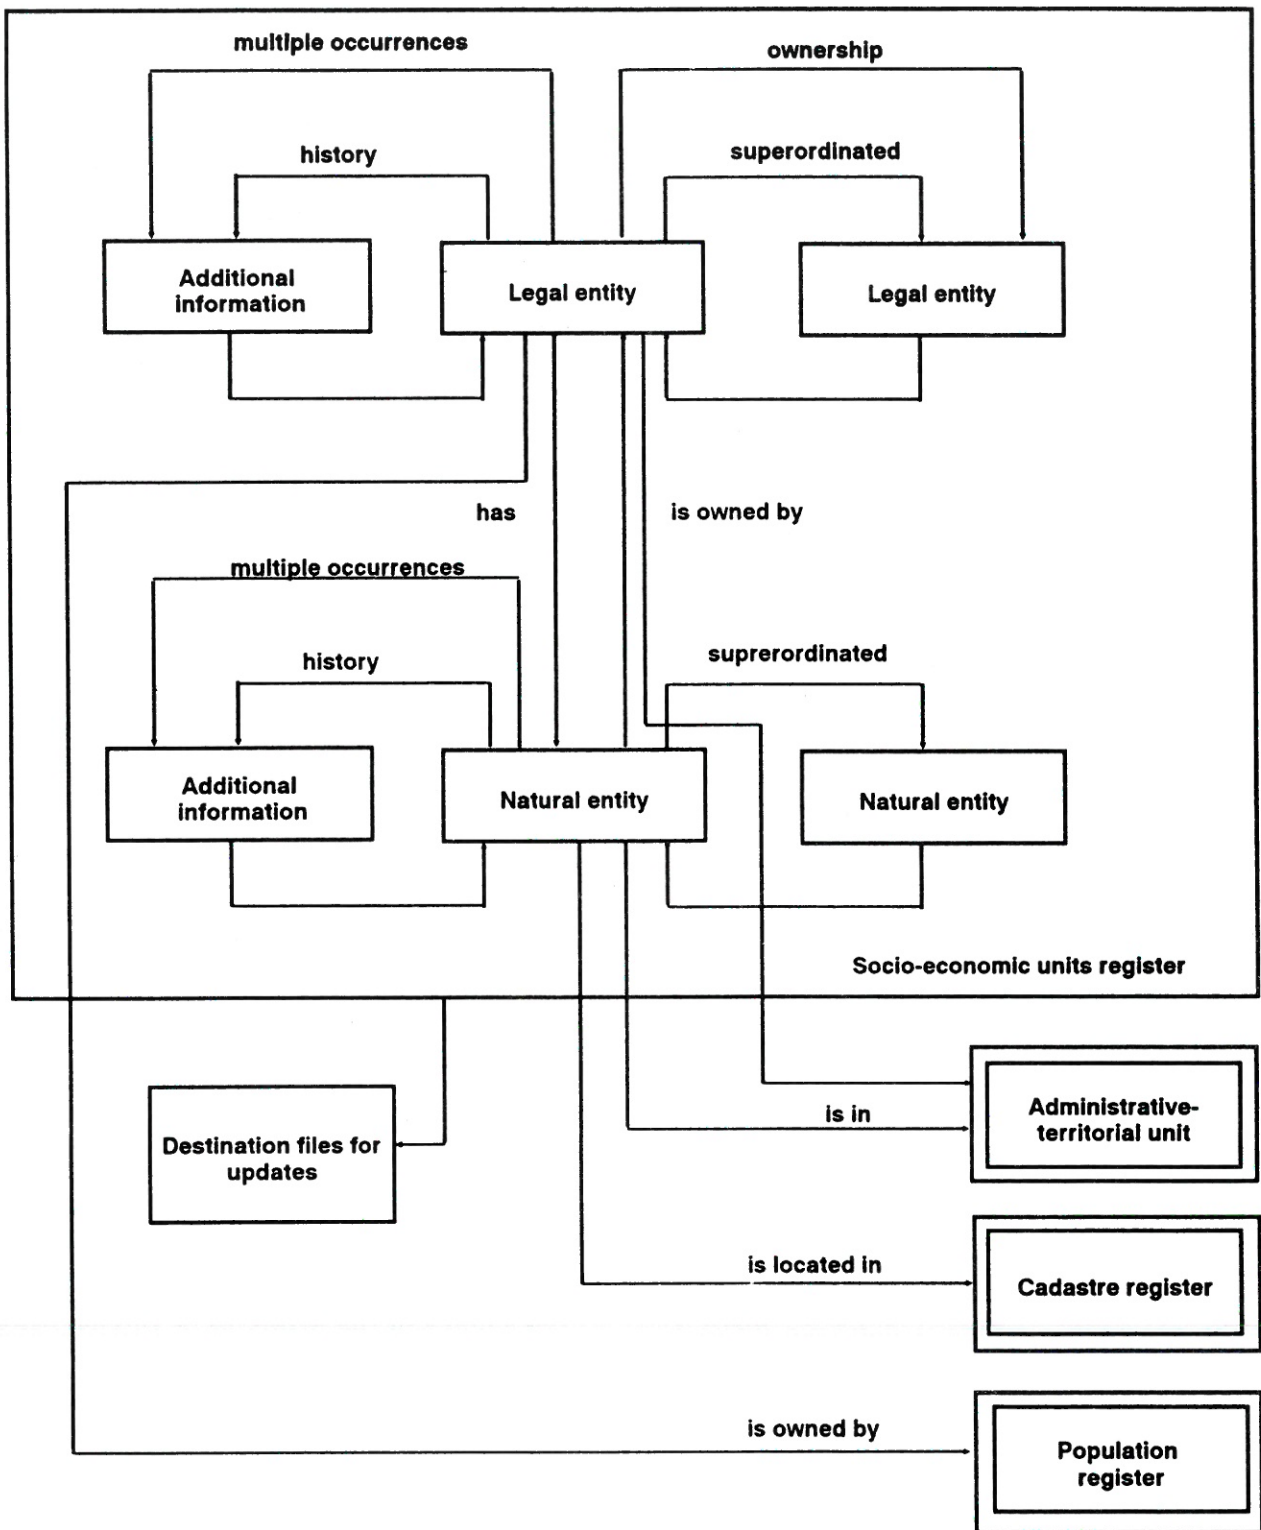 multiple occurrences
ownership
history
superordinated
Additional
information
Legal entity
Legal entity
has
is owned by
multiple occurrences
history
suprerordinated
Additional
information
Natural entity
Natural entity
Socio-economic units register
Destination files for
updates
is in
Administrative-
territorial unit
is located in
Cadastre register
is owned by
Population
register